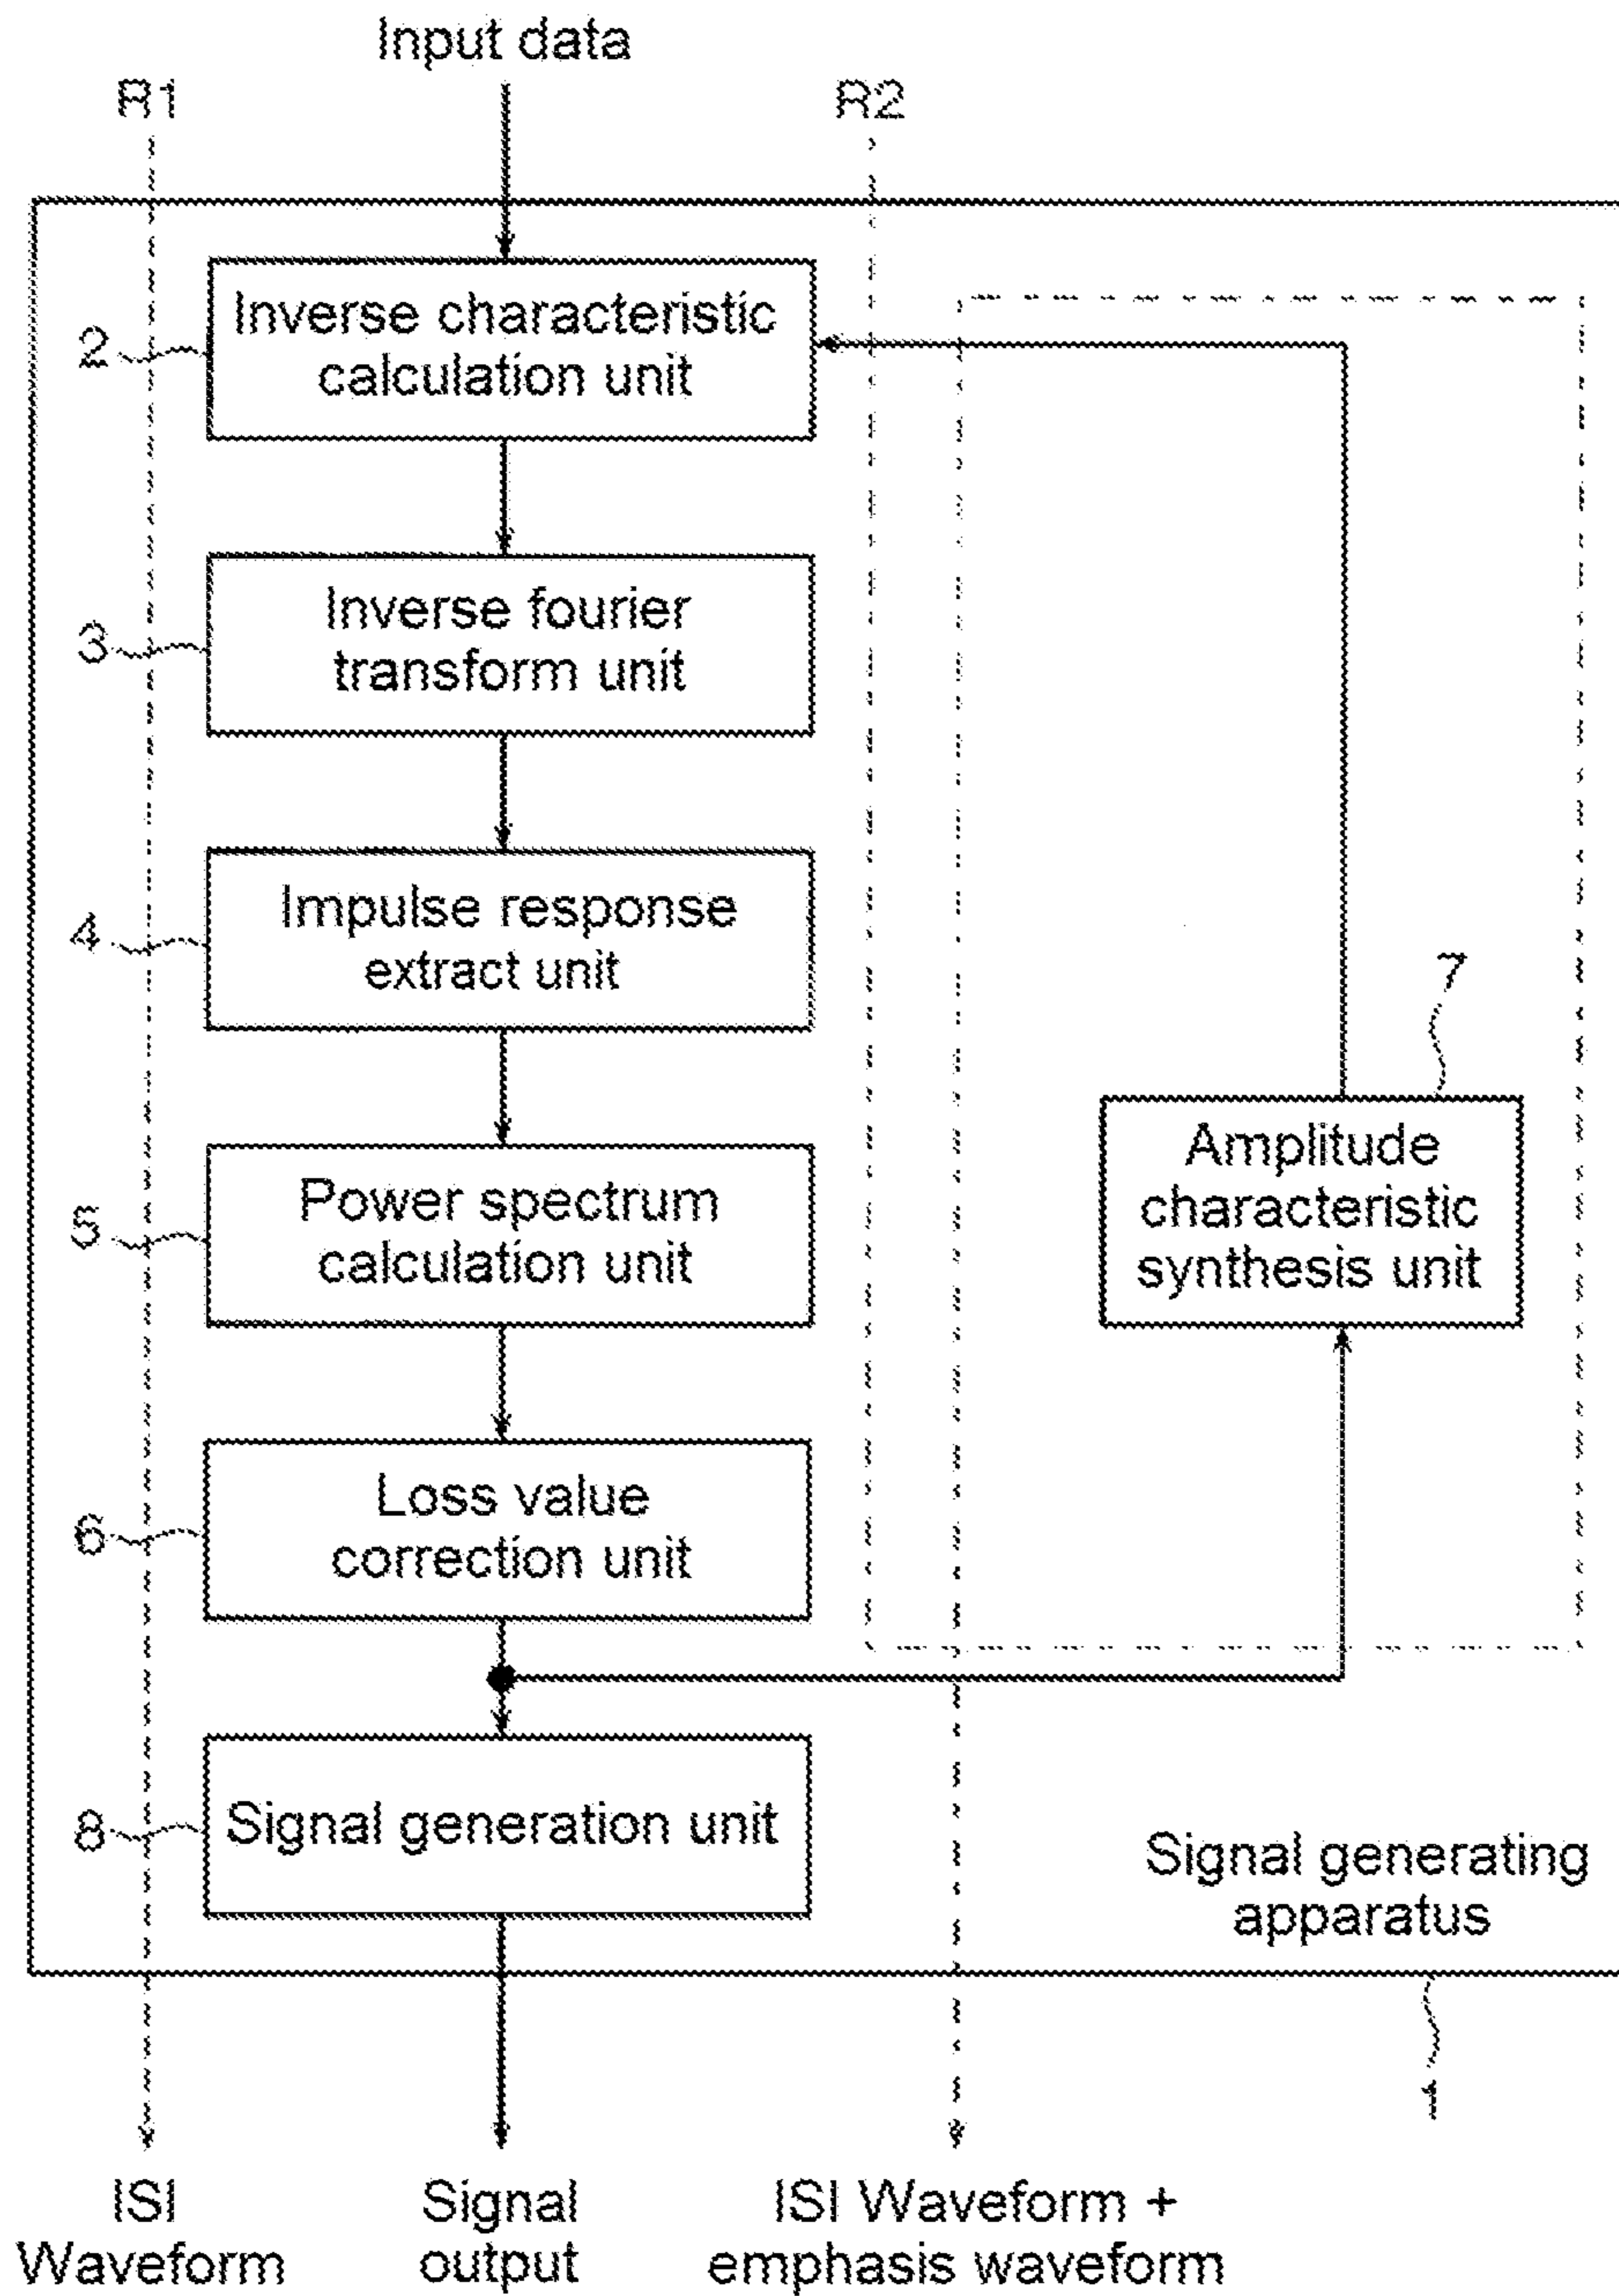 Input data
R1
R2
2
Inverse characteristic
calculation unit
3
Inverse fourier
transform unit
4
Impulse response
extract unit
7
Amplitude
characteristic
synthesis unit
5
Power spectrum
calculation unit
6
Loss value
correction unit
8
Signal generation unit
Signal generating
apparatus
1
ISI
Waveform
Signal
output
ISI Waveform +
emphasis waveform